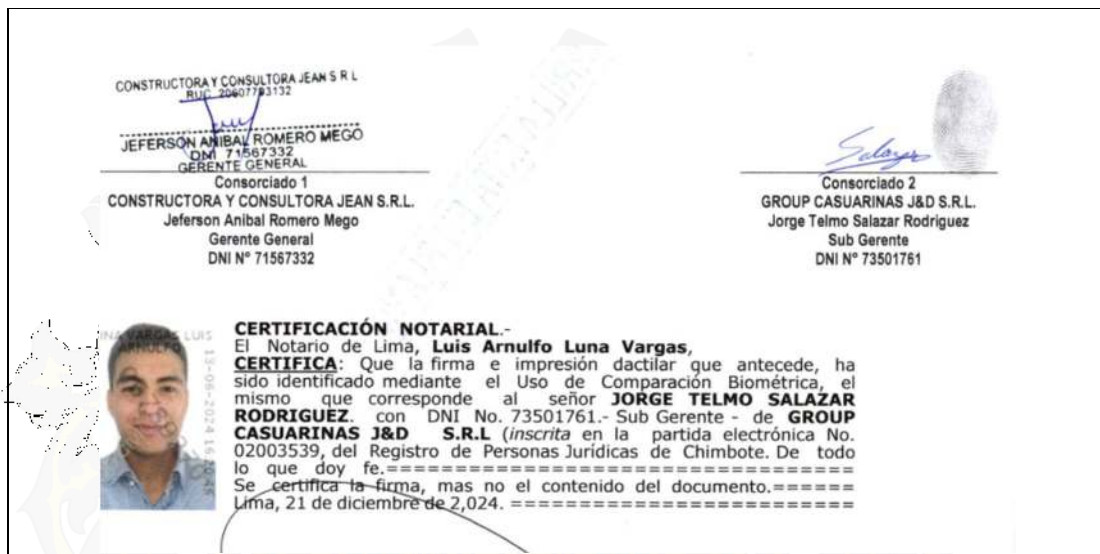 CONSTRUCTORA Y CONSULTORA JEAN S R L
RUC 20607793132
JEFERSON ANIBAL ROMERO MEGO
DNI 71567332
GERENTE GENERAL
Consorciado 1
CONSTRUCTORA Y CONSULTORA JEAN S.R.L.
Jeferson Anibal Romero Mego
Gerente General
DNI N° 71567332
Salazar
Consorciado 2
GROUP CASUARINAS J&D S.R.L.
Jorge Telmo Salazar Rodriguez
Sub Gerente
DNI N° 73501761
VARGAS LUIS
ARNULFO
CERTIFICACIÓN NOTARIAL.-
El Notario de Lima, Luis Arnulfo Luna Vargas,
CERTIFICA: Que la firma e impresión dactilar que antecede, ha
sido identificado mediante el Uso de Comparación Biométrica, el
mismo que corresponde al señor JORGE TELMO SALAZAR
RODRIGUEZ. con DNI No. 73501761.- Sub Gerente - de GROUP
CASUARINAS J&D S.R.L (inscrita en la partida electrónica No.
02003539, del Registro de Personas Jurídicas de Chimbote. De todo
lo que doy fe.==================================
Se certifica la firma, mas no el contenido del documento.======
Lima, 21 de diciembre de 2,024. =========================